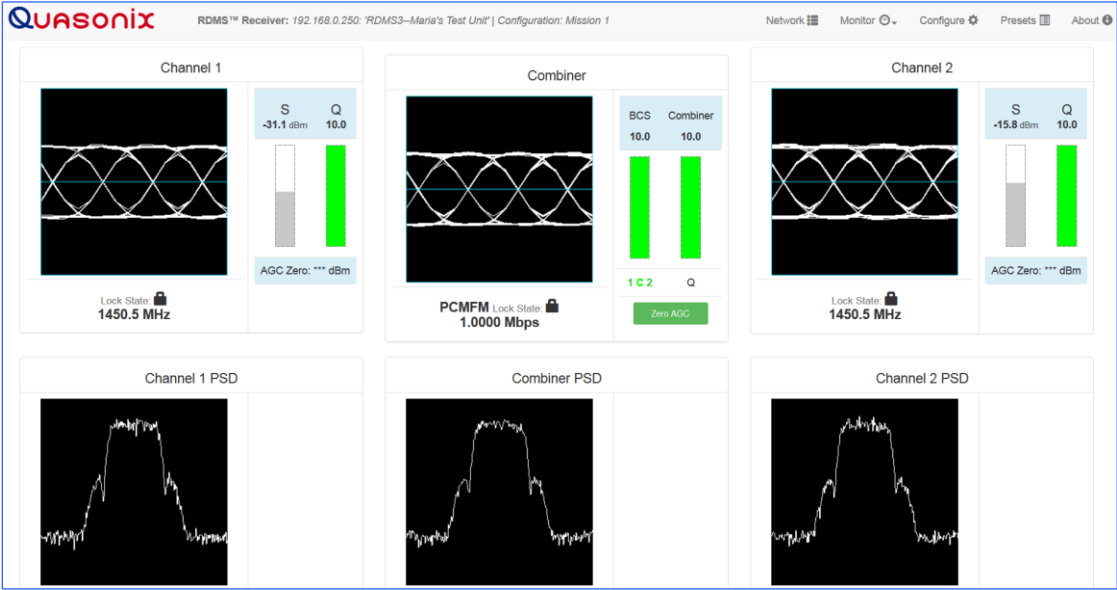 QUASONIX RDMS™ Receiver: 192.168.0.250: 'RDMS3--Maria's Test Unit' | Configuration: Mission 1 Network Monitor Configure Presets About
Channel 1
S Q
-31.1 dBm 10.0
AGC Zero: *** dBm
Lock State:
1450.5 MHz
Combiner
BCS Combiner
10.0 10.0
1 C 2 Q
Zero AGC
PCMFM Lock State:
1.0000 Mbps
Channel 2
S Q
-15.8 dBm 10.0
AGC Zero: *** dBm
Lock State:
1450.5 MHz
Channel 1 PSD
Combiner PSD
Channel 2 PSD